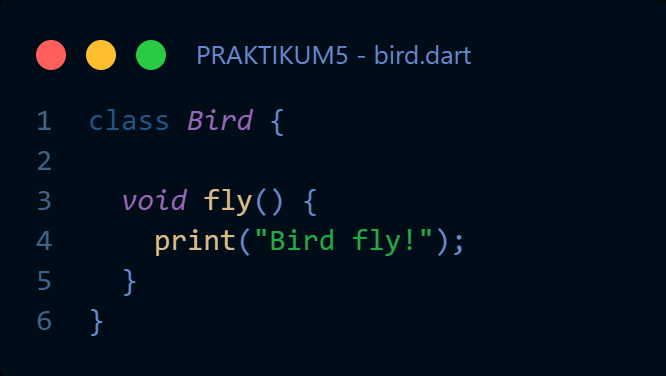 PRAKTIKUM5 - bird.dart
1 class Bird {
2
3   void fly() {
4     print("Bird fly!");
5   }
6 }